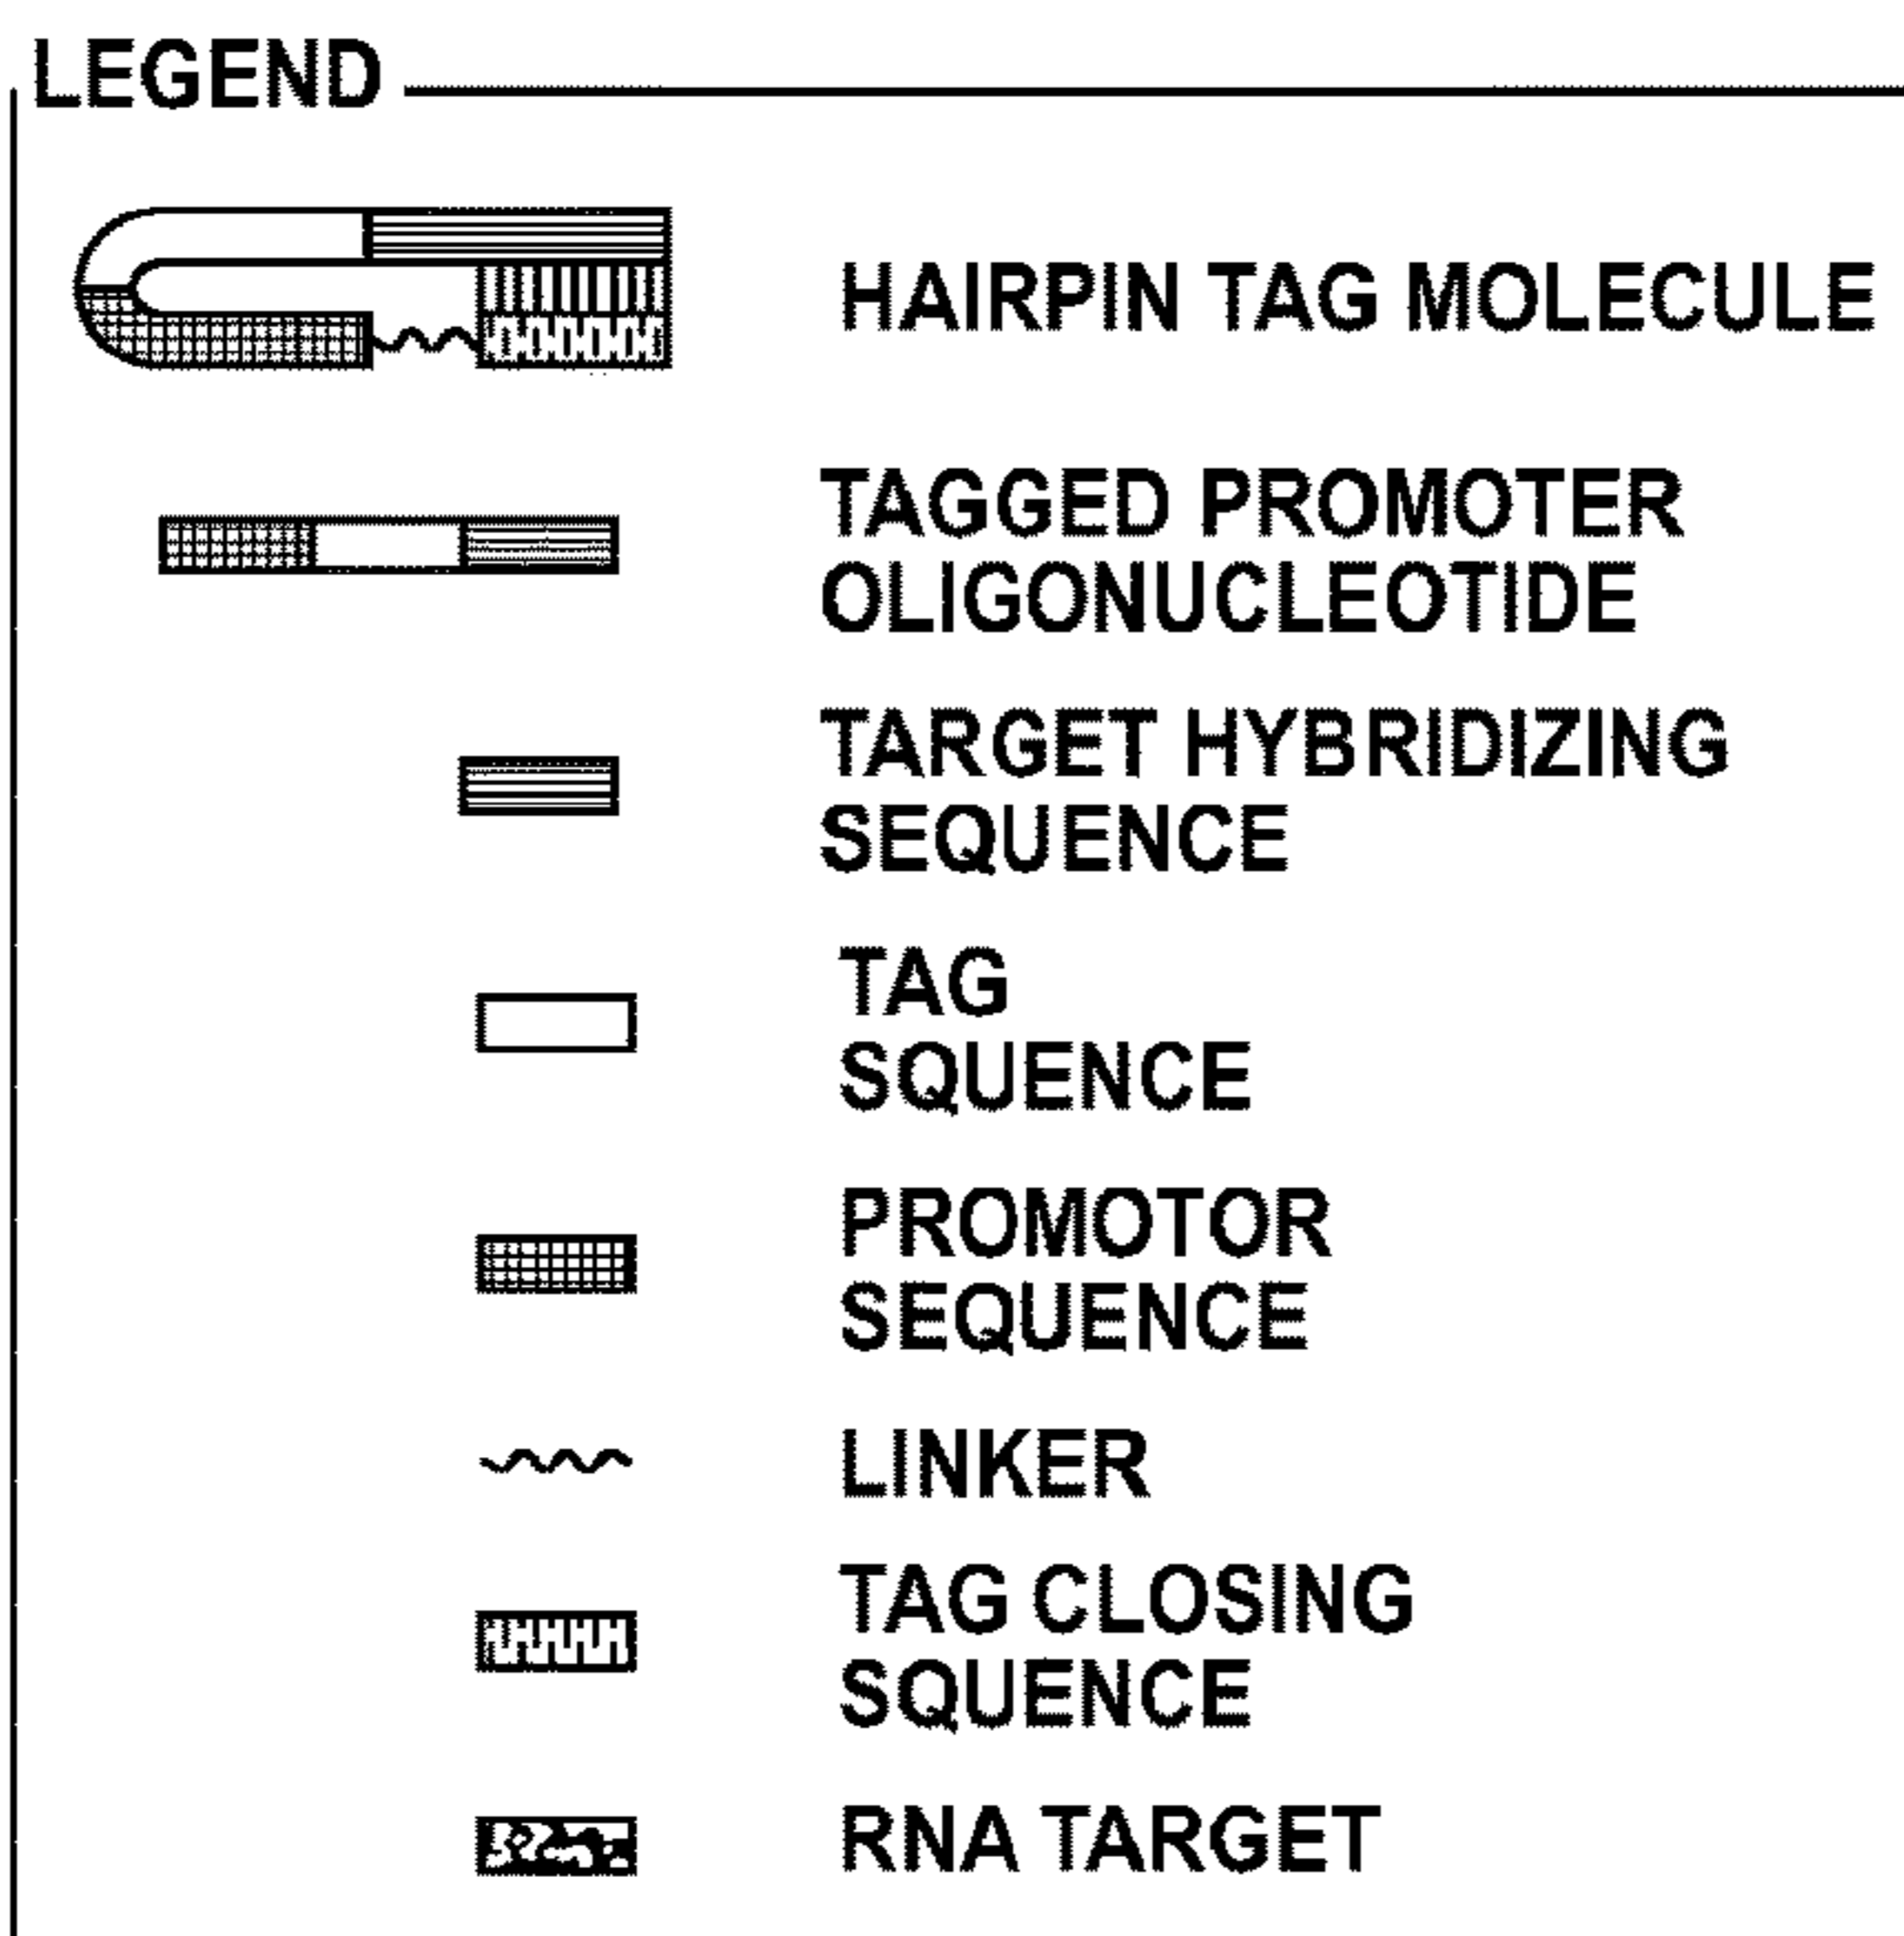 LEGEND
HAIRPIN TAG MOLECULE
TAGGED PROMOTER
OLIGONUCLEOTIDE
TARGET HYBRIDIZING
SEQUENCE
TAG
SQUENCE
PROMOTOR
SEQUENCE
LINKER
TAG CLOSING
SQUENCE
RNA TARGET